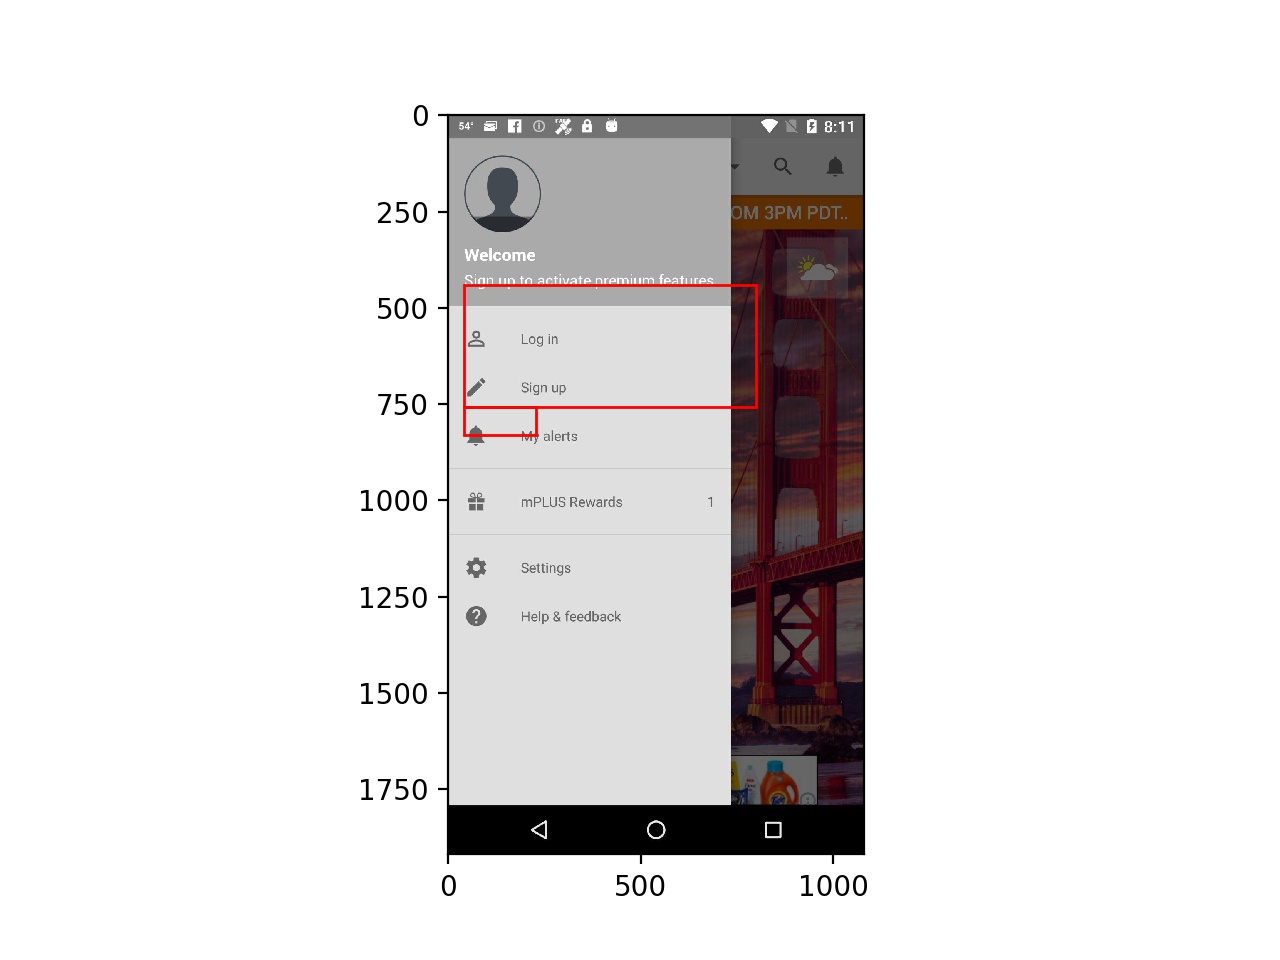 0
250
500
750
1000
1250
1500
1750
0
500
1000
54°
8:11
OM 3PM PDT..
Welcome
Sign up to activate premium features
Log in
Sign up
My alerts
mPLUS Rewards 1
Settings
Help & feedback